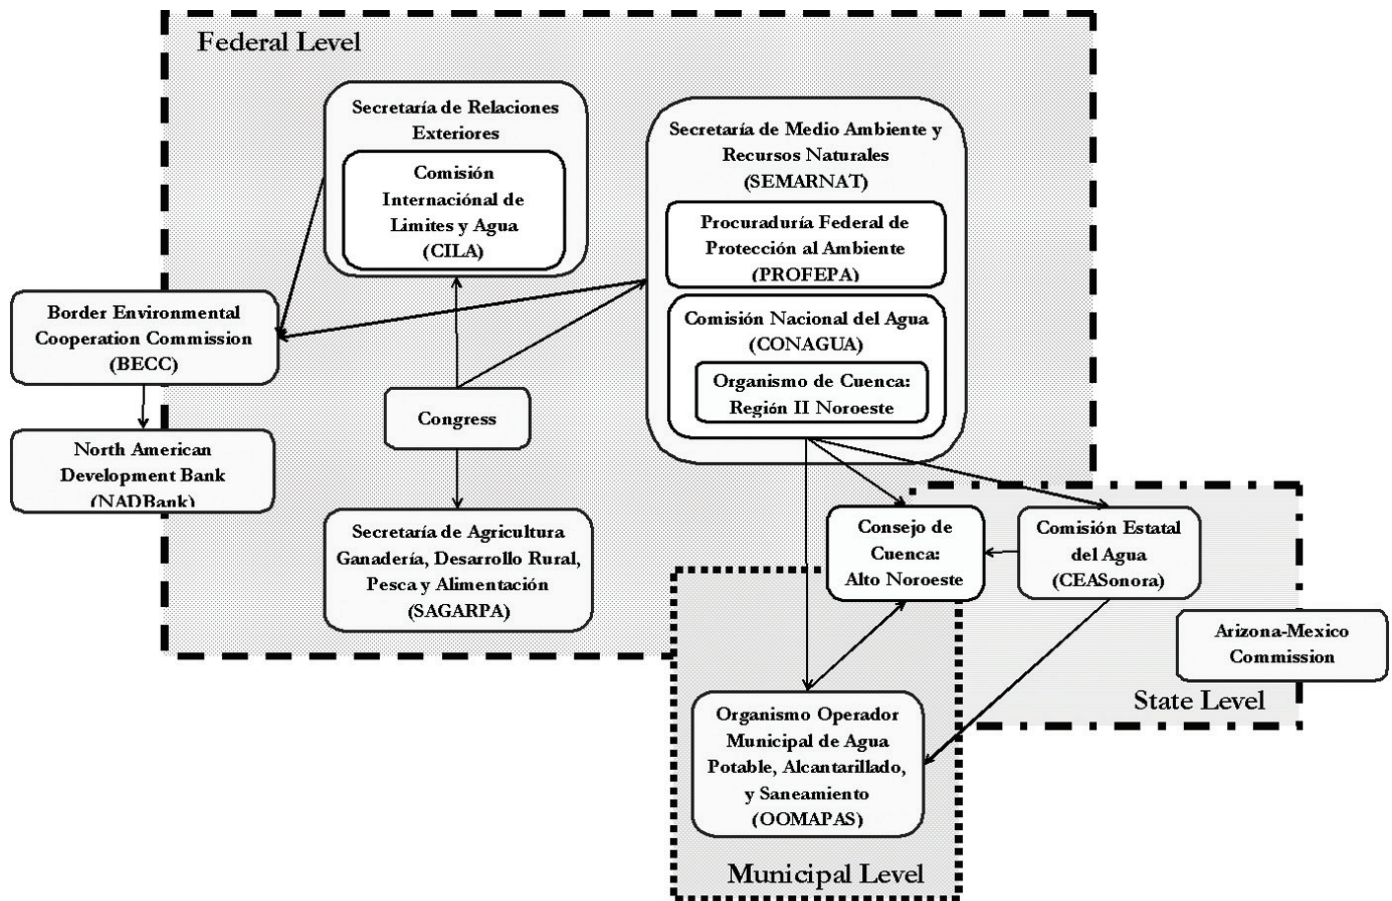 Federal Level
Secretaría de Relaciones
Exteriores
Comisión
Internaciónal de
Limites y Agua
(CILA)
Secretaría de Medio Ambiente y
Recursos Naturales
(SEMARNAT)
Procuraduría Federal de
Protección al Ambiente
(PROFEPA)
Comisión Nacional del Agua
(CONAGUA)
Organismo de Cuenca:
Región II Noroeste
Border Environmental
Cooperation Commission
(BECC)
Congress
North American
Development Bank
(NADBank)
Secretaría de Agricultura
Ganadería, Desarrollo Rural,
Pesca y Alimentación
(SAGARPA)
Consejo de
Cuenca:
Alto Noroeste
Comisión Estatal
del Agua
(CEASonora)
Arizona-Mexico
Commission
State Level
Organismo Operador
Municipal de Agua
Potable, Alcantarillado,
y Saneamiento
(OOMAPAS)
Municipal Level